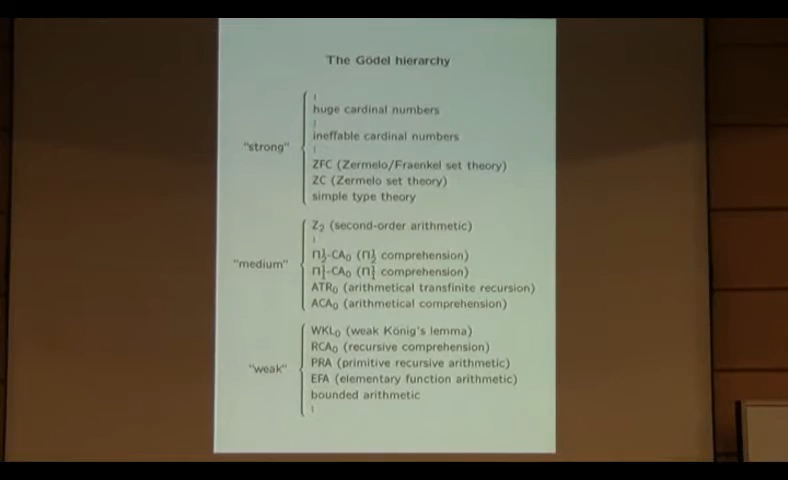 The Gödel hierarchy
⋮
huge cardinal numbers
⋮
ineffable cardinal numbers
⋮
"strong"
ZFC (Zermelo/Fraenkel set theory)
ZC (Zermelo set theory)
simple type theory
Z₂ (second-order arithmetic)
⋮
Π¹₂-CA₀ (Π¹₂ comprehension)
"medium"
Π¹₁-CA₀ (Π¹₁ comprehension)
ATR₀ (arithmetical transfinite recursion)
ACA₀ (arithmetical comprehension)
WKL₀ (weak König's lemma)
RCA₀ (recursive comprehension)
PRA (primitive recursive arithmetic)
"weak"
EFA (elementary function arithmetic)
bounded arithmetic
⋮